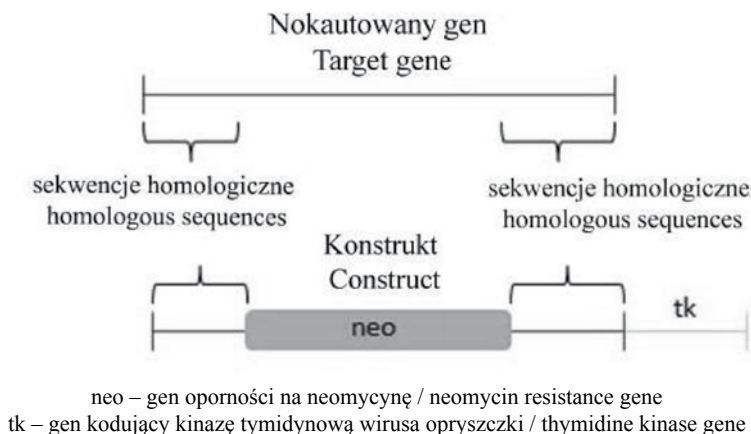 Nokautowany gen
Target gene
sekwencje homologiczne
homologous sequences
sekwencje homologiczne
homologous sequences
Konstrukt
Construct
neo
tk
neo – gen oporności na neomycynę / neomycin resistance gene
tk – gen kodujący kinazę tymidynową wirusa opryszczki / thymidine kinase gene